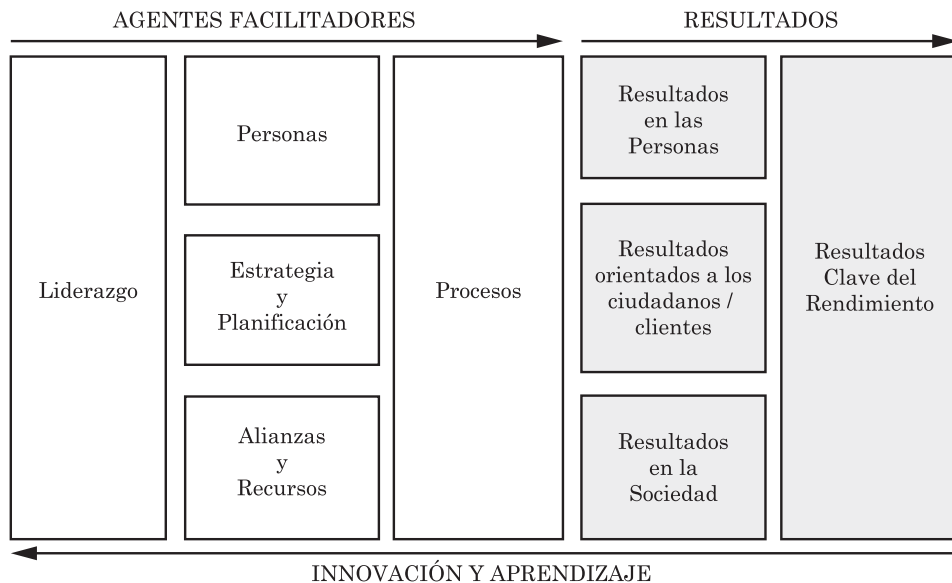 AGENTES FACILITADORES
RESULTADOS
Liderazgo
Personas
Estrategia
y
Planificación
Alianzas
y
Recursos
Procesos
Resultados
en las
Personas
Resultados
orientados a los
ciudadanos /
clientes
Resultados
en la
Sociedad
Resultados
Clave del
Rendimiento
INNOVACIÓN Y APRENDIZAJE